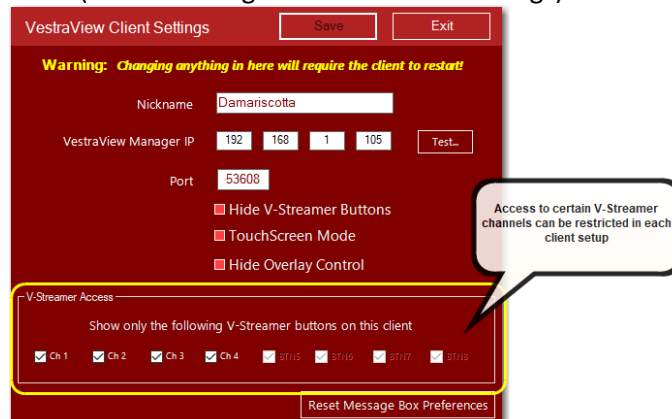 VestraView Client Settings
Save
Exit
Warning: Changing anything in here will require the client to restart!
Nickname
Damariscotta
VestraView Manager IP
192 168 1 105
Test...
Port
53608
Hide V-Streamer Buttons
TouchScreen Mode
Hide Overlay Control
Access to certain V-Streamer
channels can be restricted in each
client setup
V-Streamer Access
Show only the following V-Streamer buttons on this client
Ch 1 Ch 2 Ch 3 Ch 4 BTN5 BTN6 BTN7 BTN8
Reset Message Box Preferences